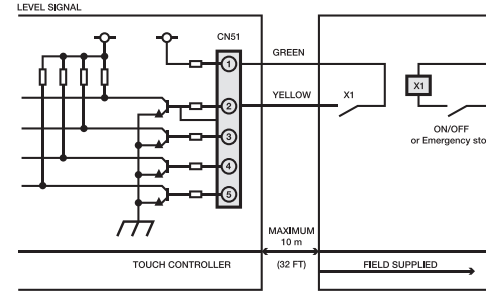 LEVEL SIGNAL
CN51
1
GREEN
2
YELLOW
X1
X1
3
ON/OFF
or Emergency sto
4
5
MAXIMUM
10 m
TOUCH CONTROLLER
(32 FT)
FIELD SUPPLIED